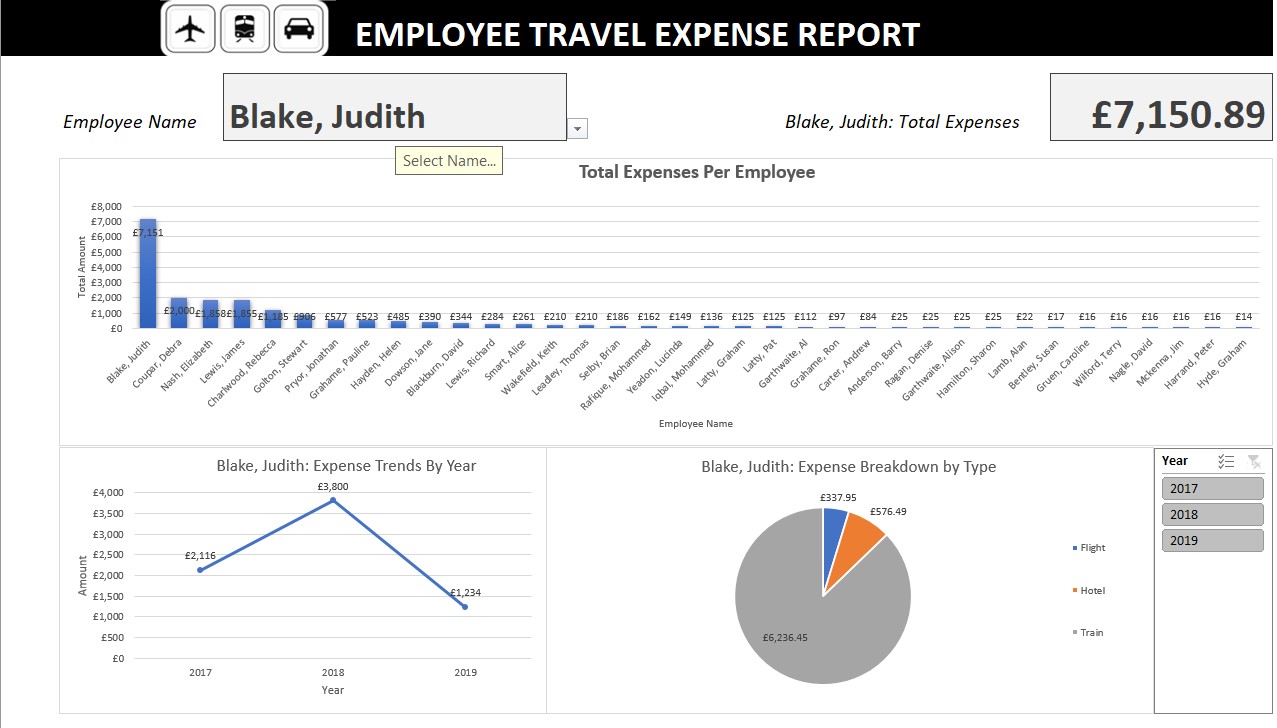 EMPLOYEE TRAVEL EXPENSE REPORT
Employee Name
Blake, Judith
Blake, Judith: Total Expenses
£7,150.89
Select Name...
Total Expenses Per Employee
Total Amount
£8,000
£7,000
£6,000
£5,000
£4,000
£3,000
£2,000
£1,000
£0
£7,151 £2,000 £1,858 £1,855 £1,185 £906 £577 £523 £485 £390 £344 £284 £261 £210 £210 £186 £162 £149 £136 £125 £125 £112 £97 £84 £25 £25 £25 £25 £22 £17 £16 £16 £16 £16 £16 £14
Blake, Judith
Coupar, Debra
Nash, Elizabeth
Lewis, James
Charlwood, Rebecca
Golton, Stewart
Pryor, Jonathan
Grahame, Pauline
Hayden, Helen
Dowson, Jane
Blackburn, David
Lewis, Richard
Smart, Alice
Wakefield, Keith
Leadley, Thomas
Selby, Brian
Rafique, Mohammed
Yeadon, Lucinda
Iqbal, Mohammed
Latty, Graham
Latty, Pat
Garthwaite, Al
Grahame, Ron
Carter, Andrew
Anderson, Barry
Ragan, Denise
Garthwaite, Alison
Hamilton, Sharon
Lamb, Alan
Bentley, Susan
Gruen, Caroline
Wilford, Terry
Nagle, David
Mckenna, Jim
Harrand, Peter
Hyde, Graham
Employee Name
Blake, Judith: Expense Trends By Year
Amount
£4,000
£3,500
£3,000
£2,500
£2,000
£1,500
£1,000
£500
£0
£2,116
£3,800
£1,234
2017 2018 2019
Year
Blake, Judith: Expense Breakdown by Type
£337.95
£576.49
£6,236.45
Flight
Hotel
Train
Year
2017
2018
2019